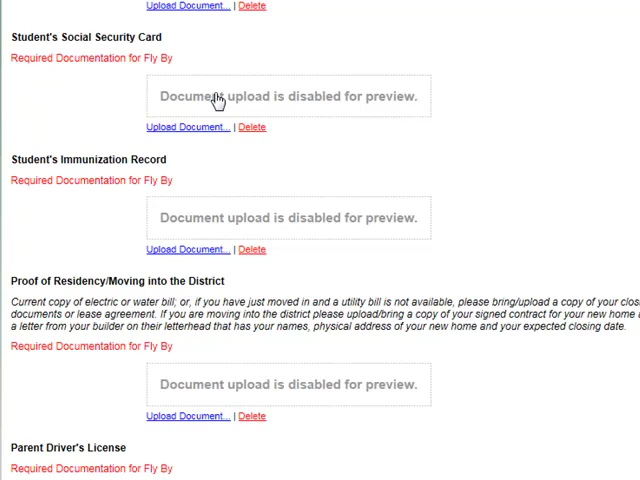 Upload Document... | Delete
Student's Social Security Card
Required Documentation for Fly By
Document upload is disabled for preview.
Upload Document... | Delete
Student's Immunization Record
Required Documentation for Fly By
Document upload is disabled for preview.
Upload Document... | Delete
Proof of Residency/Moving into the District
Current copy of electric or water bill; or, if you have just moved in and a utility bill is not available, please bring/upload a copy of your
documents or lease agreement. If you are moving into the district please upload/bring a copy of your signed contract for your new home
a letter from your builder on their letterhead that has your names, physical address of your new home and your expected closing date.
Required Documentation for Fly By
Document upload is disabled for preview.
Upload Document... | Delete
Parent Driver's License
Required Documentation for Fly By